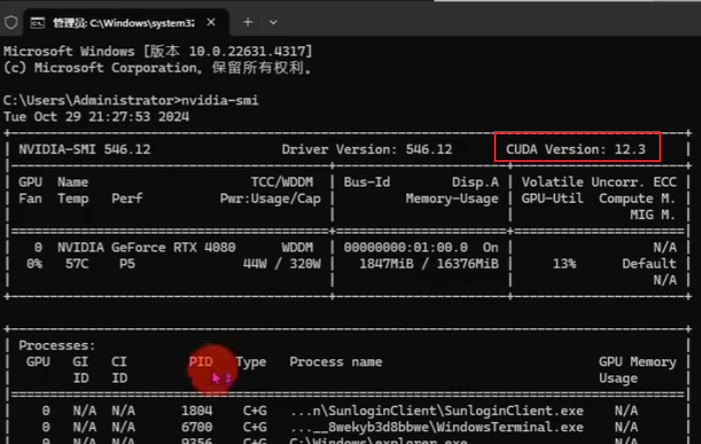 管理员: C:\Windows\system32
Microsoft Windows [版本 10.0.22631.4317]
(c) Microsoft Corporation。保留所有权利。
C:\Users\Administrator>nvidia-smi
Tue Oct 29 21:27:53 2024
NVIDIA-SMI 546.12 Driver Version: 546.12 CUDA Version: 12.3
GPU Name TCC/WDDM Bus-Id Disp.A Volatile Uncorr. ECC
Fan Temp Perf Pwr:Usage/Cap Memory-Usage GPU-Util Compute M.
MIG M.
0 NVIDIA GeForce RTX 4080 WDDM 00000000:01:00.0 On N/A
0% 57C P5 44W / 320W 1847MiB / 16376MiB 13% Default
N/A
Processes:
GPU GI CI PID Type Process name GPU Memory
ID ID Usage
0 N/A N/A 1804 C+G ...n\SunloginClient\SunloginClient.exe
0 N/A N/A 6700 C+G ...__8wekyb3d8bbwe\WindowsTerminal.exe
0 N/A N/A 9356 C+G C:\Windows\explorer.exe